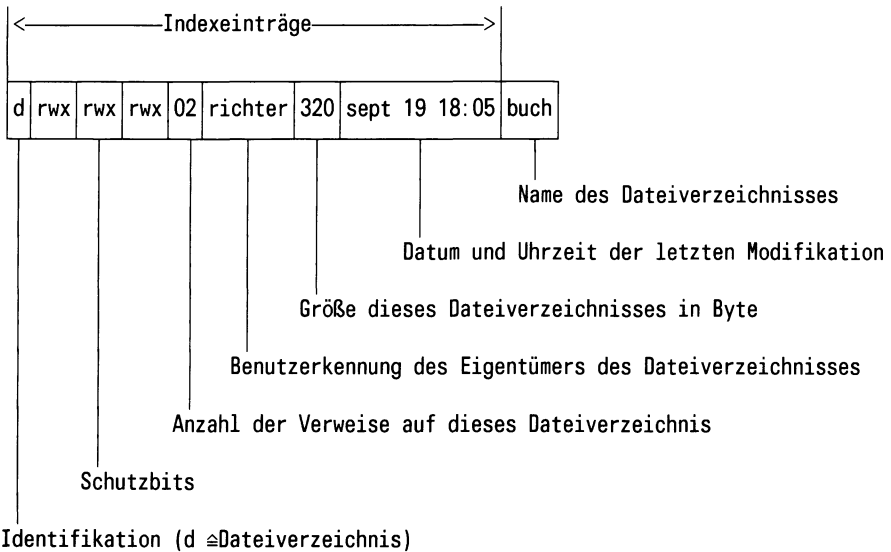 <————Indexeinträge————>
d rwx rwx rwx 02 richter 320 sept 19 18:05 buch
Name des Dateiverzeichnisses
Datum und Uhrzeit der letzten Modifikation
Größe dieses Dateiverzeichnisses in Byte
Benutzerkennung des Eigentümers des Dateiverzeichnisses
Anzahl der Verweise auf dieses Dateiverzeichnis
Schutzbits
Identifikation (d ≙Dateiverzeichnis)